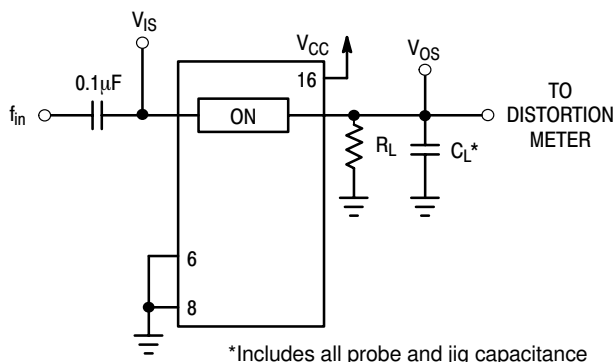 V_IS
V_CC
V_OS
16
0.1μF
f_in
ON
TO
DISTORTION
METER
R_L
C_L*
6
8
*Includes all probe and jig capacitance